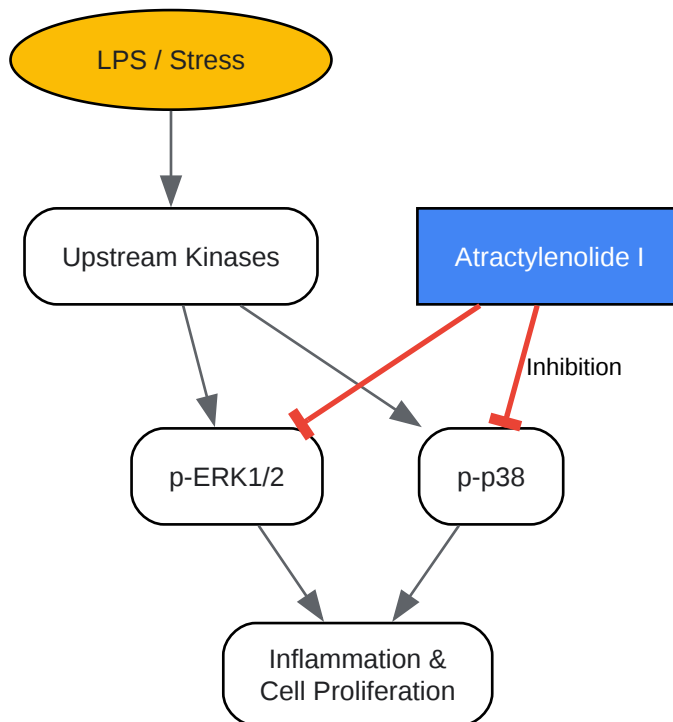 LPS / Stress
Upstream Kinases
Atractylenolide I
Inhibition
p-ERK1/2
p-p38
Inflammation &
Cell Proliferation